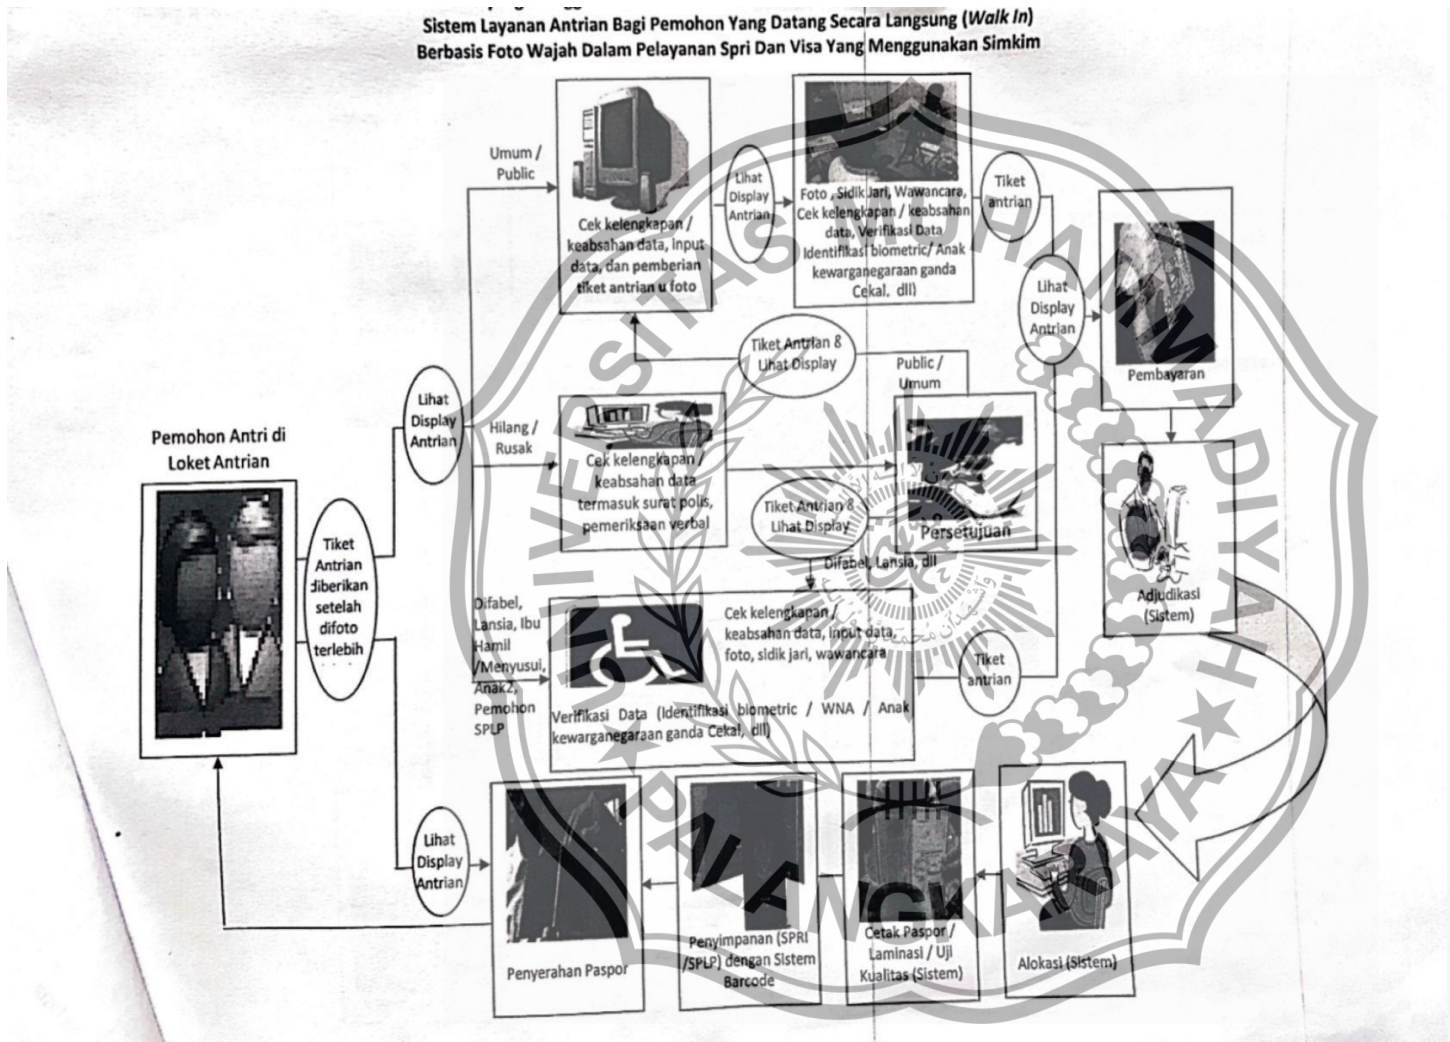 Sistem Layanan Antrian Bagi Pemohon Yang Datang Secara Langsung (Walk In)
Berbasis Foto Wajah Dalam Pelayanan Spri Dan Visa Yang Menggunakan Simkim
Umum /
Public
Cek kelengkapan /
keabsahan data, input
data, dan pemberian
tiket antrian u foto
Lihat
Display
Antrian
Foto , Sidik Jari, Wawancara,
Cek kelengkapan / keabsahan
data, Verifikasi Data
Identifikasi biometric/ Anak
kewarganegaraan ganda
Cekal, dll)
Tiket
antrian
Lihat
Display
Antrian
Pembayaran
Tiket Antrian 8
Lihat Display
Public /
Umum
Lihat
Display
Antrian
Hilang /
Rusak
Cek kelengkapan /
keabsahan data
termasuk surat polis,
pemeriksaan verbal
Tiket Antrian 8
Lihat Display
Persetujuan
Difabel, Lansia, dll
Pemohon Antri di
Loket Antrian
Tiket
Antrian
diberikan
setelah
difoto
terlebih
Difabel,
Lansia, Ibu
Hamil
/Menyusui,
Anak2,
Pemohon
SPLP
Cek kelengkapan /
keabsahan data, input data,
foto, sidik jari, wawancara
Verifikasi Data (Identifikasi biometric / WNA / Anak
kewarganegaraan ganda Cekal, dll)
Tiket
antrian
Adjudikasi
(Sistem)
Lihat
Display
Antrian
Penyerahan Paspor
Penyimpanan (SPRI
/SPLP) dengan Sistem
Barcode
Cetak Paspor /
Laminasi / Uji
Kualitas (Sistem)
Alokasi (Sistem)
UNIVERSITAS MUHAMMADIYAH
PALANGKARAYA